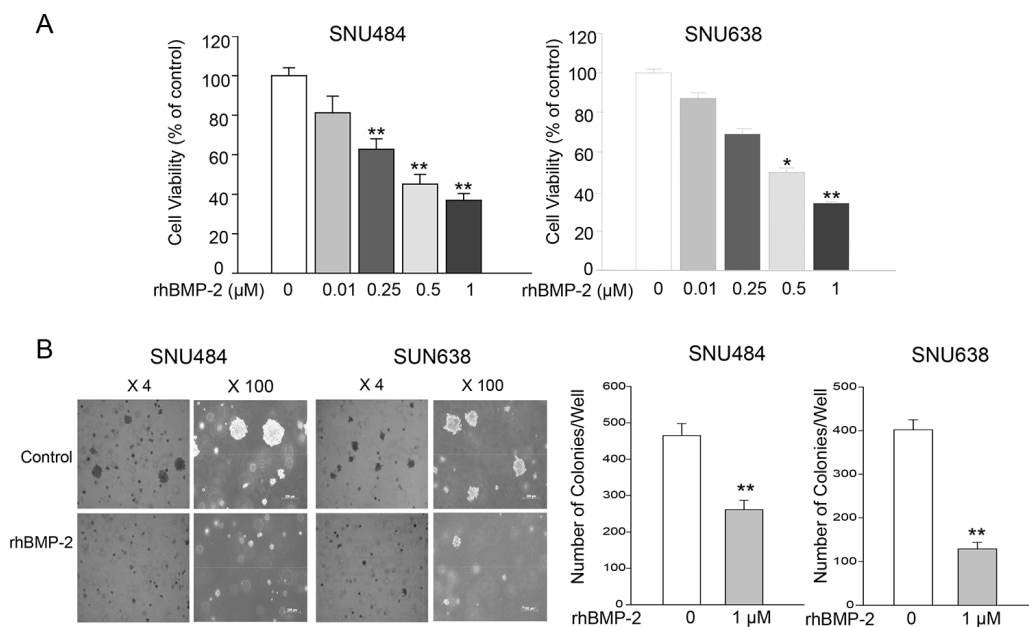 A
SNU484
Cell Viability (% of control)
120
100
80
60
40
20
0
**
**
**
rhBMP-2 (µM) 0 0.01 0.25 0.5 1
SNU638
Cell Viability (% of control)
120
100
80
60
40
20
0
*
**
rhBMP-2 (µM) 0 0.01 0.25 0.5 1
B
SNU484 SUN638
X 4 X 100 X 4 X 100
Control
rhBMP-2
SNU484
Number of Colonies/Well
600
500
400
300
200
100
0
**
rhBMP-2 0 1 µM
SNU638
Number of Colonies/Well
500
400
300
200
100
0
**
rhBMP-2 0 1 µM